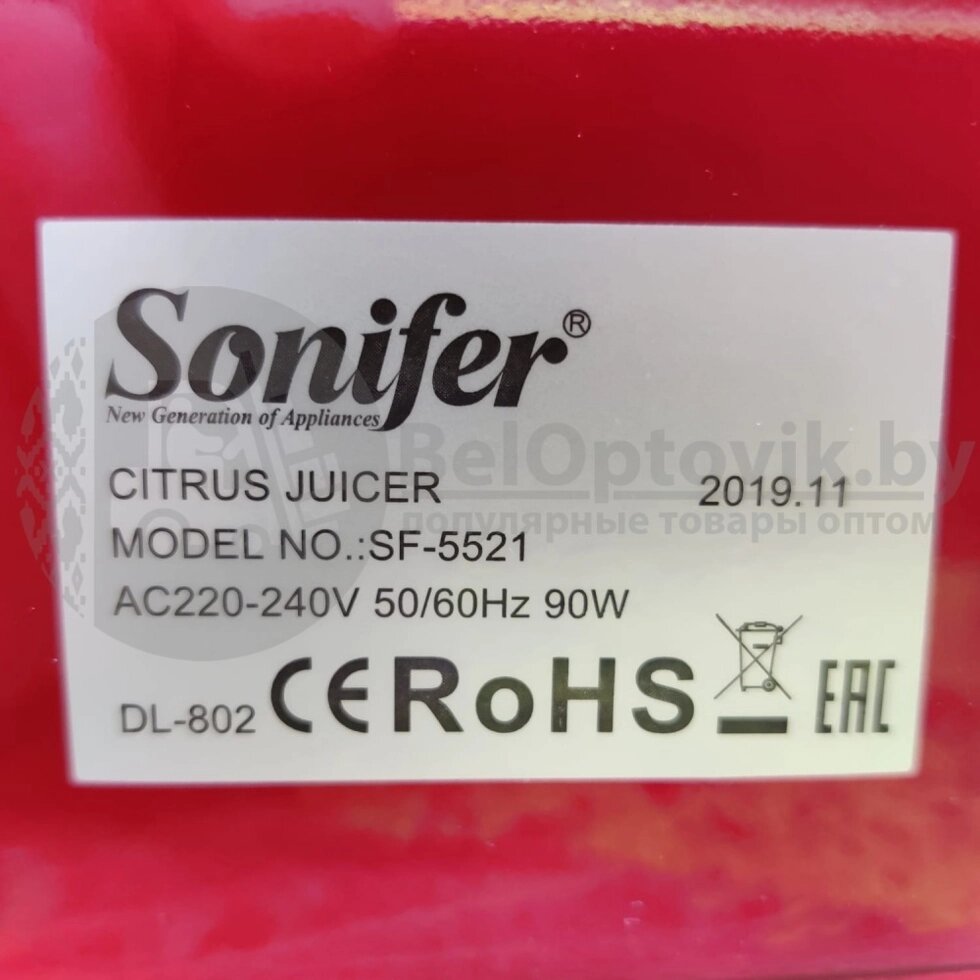 Sonifer®
New Generation of Appliances
BelOptovik.by
CITRUS JUICER 2019.11
популярные товары оптом
MODEL NO.:SF-5521
AC220-240V 50/60Hz 90W
DL-802 CE RoHS EAC